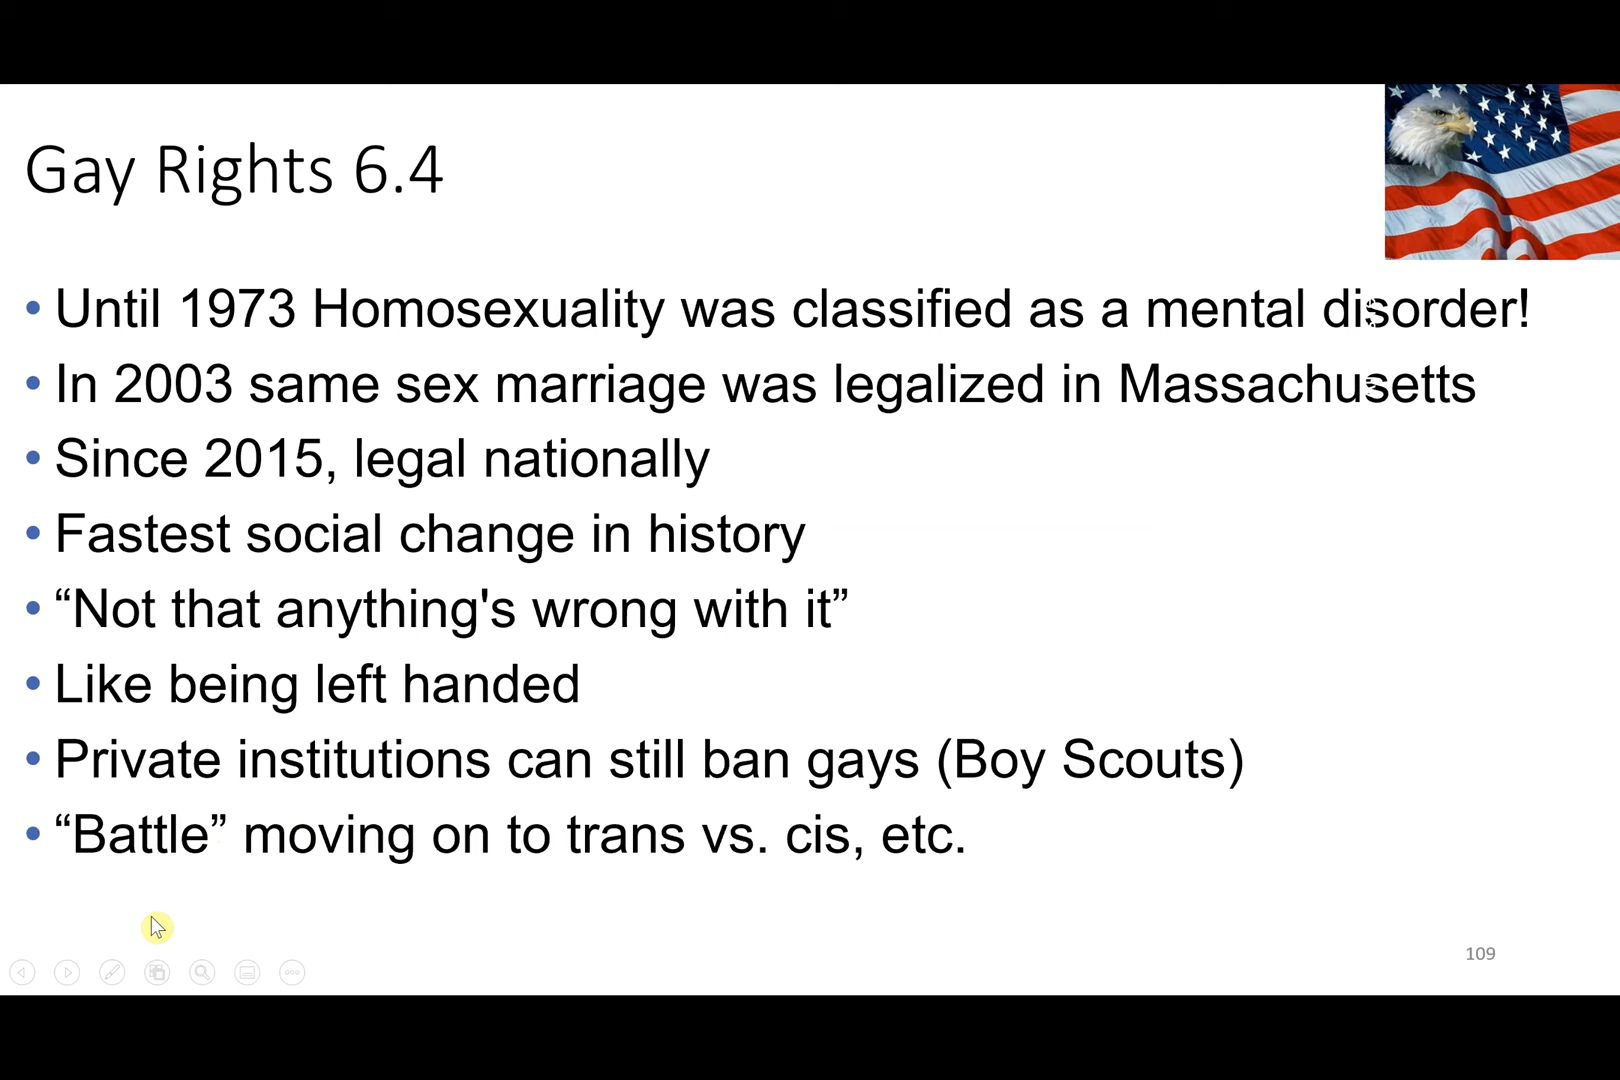 Gay Rights 6.4
• Until 1973 Homosexuality was classified as a mental disorder!
• In 2003 same sex marriage was legalized in Massachusetts
• Since 2015, legal nationally
• Fastest social change in history
• “Not that anything's wrong with it”
• Like being left handed
• Private institutions can still ban gays (Boy Scouts)
• “Battle” moving on to trans vs. cis, etc.
109